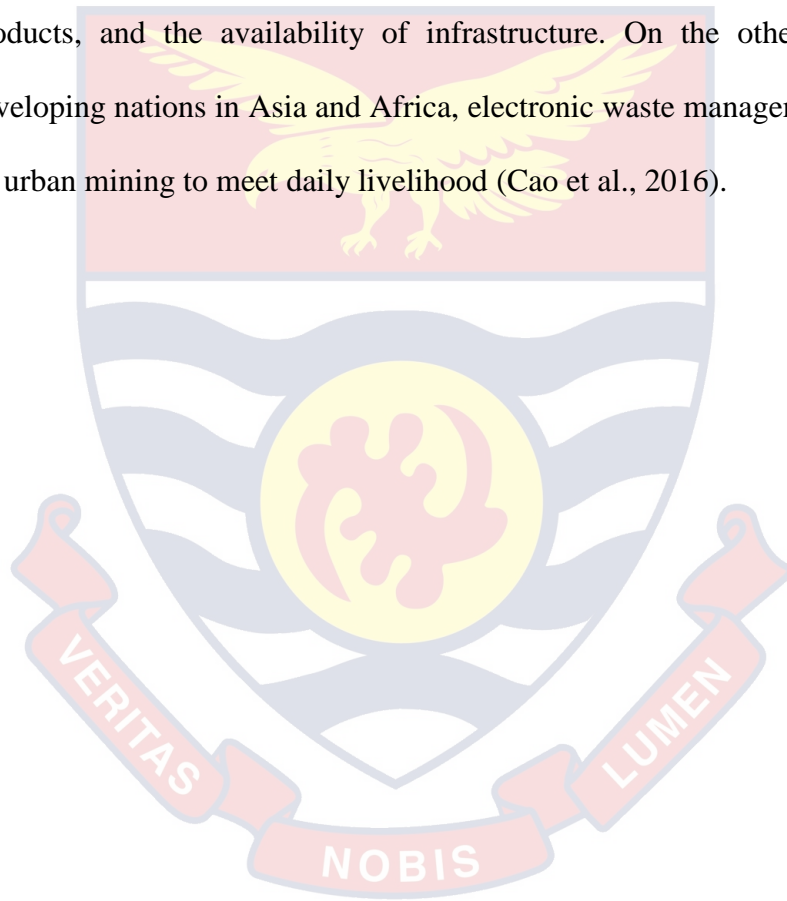 oducts, and the availability of infrastructure. On the othe
veloping nations in Asia and Africa, electronic waste manager
urban mining to meet daily livelihood (Cao et al., 2016).
VERITAS
NOBIS
LUMEN